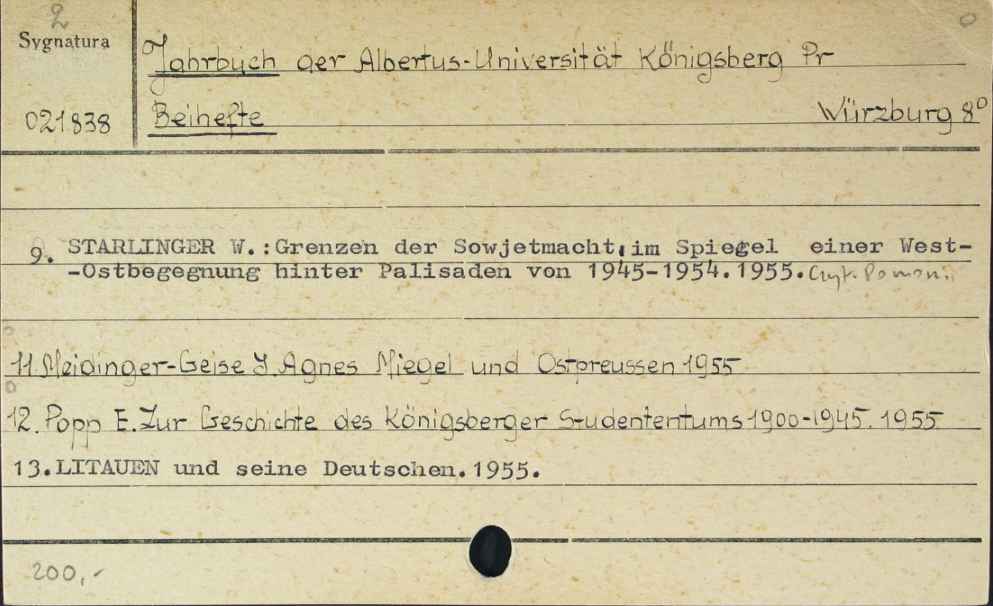 2
Sygnatura
Jahrbuch der Albertus-Universität Königsberg Pr
021838
Beihefte
Würzburg 8°
9. STARLINGER W.:Grenzen der Sowjetmacht, im Spiegel einer West-
-Ostbegegnung hinter Palisaden von 1945-1954.1955. Czyt. Pomon.
11. Meidinger-Geise I. Agnes Miegel und Ostpreussen 1955
12. Popp E. Zur Geschichte des Königsberger Studententums 1900-1945. 1955
13.LITAUEN und seine Deutschen.1955.
200,-